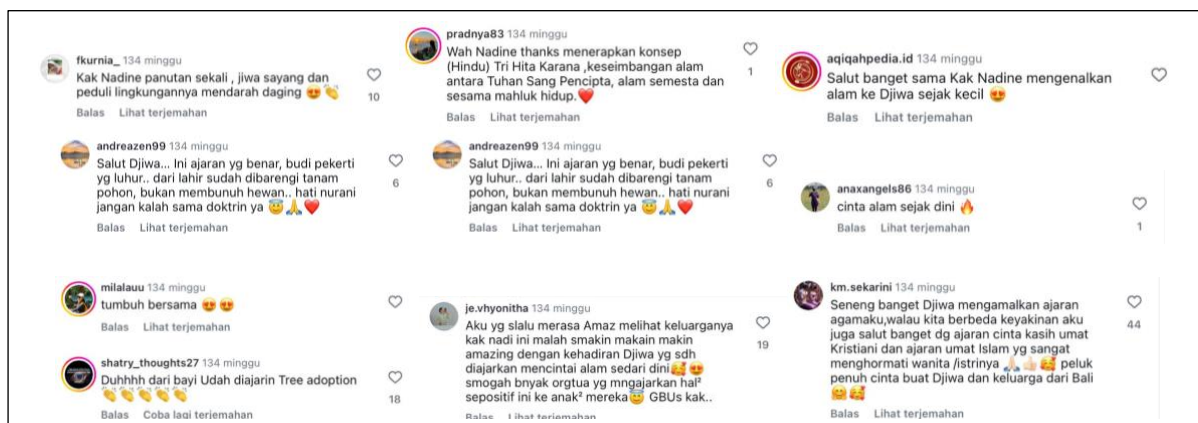 fkurnia_ 134 minggu
Kak Nadine panutan sekali , jiwa sayang dan
peduli lingkungannya mendarah daging 😍👏
10
Balas Lihat terjemahan
pradnya83 134 minggu
Wah Nadine thanks menerapkan konsep
(Hindu) Tri Hita Karana ,keseimbangan alam
antara Tuhan Sang Pencipta, alam semesta dan
sesama mahluk hidup.❤️
1
Balas Lihat terjemahan
aqiqahpedia.id 134 minggu
Salut banget sama Kak Nadine mengenalkan
alam ke Djiwa sejak kecil 😍
Balas Lihat terjemahan
andreazen99 134 minggu
Salut Djiwa... Ini ajaran yg benar, budi pekerti
yg luhur.. dari lahir sudah dibarengi tanam
pohon, bukan membunuh hewan.. hati nurani
jangan kalah sama doktrin ya 😇🙏❤️
6
Balas Lihat terjemahan
andreazen99 134 minggu
Salut Djiwa... Ini ajaran yg benar, budi pekerti
yg luhur.. dari lahir sudah dibarengi tanam
pohon, bukan membunuh hewan.. hati nurani
jangan kalah sama doktrin ya 😇🙏❤️
6
Balas Lihat terjemahan
anaxangels86 134 minggu
cinta alam sejak dini 🔥
1
Balas Lihat terjemahan
milalauu 134 minggu
tumbuh bersama 😍😍
Balas Lihat terjemahan
shatry_thoughts27 134 minggu
Duhhhh dari bayi Udah diajarin Tree adoption
👏👏👏👏👏
18
Balas Coba lagi terjemahan
je.vhyonitha 134 minggu
Aku yg slalu merasa Amaz melihat keluarganya
kak nadi ini malah smakin makain makin
amazing dengan kehadiran Djiwa yg sdh
diajarkan mencintai alam sedari dini🥰😍
smogah bnyak orgtua yg mngajarkan hal²
sepositif ini ke anak² mereka😇 GBUs kak..
19
Balas Lihat terjemahan
km.sekarini 134 minggu
Seneng banget Djiwa mengamalkan ajaran
agamaku,walau kita berbeda keyakinan aku
juga salut banget dg ajaran cinta kasih umat
Kristiani dan ajaran umat Islam yg sangat
menghormati wanita /istrinya 🙏👍🥰 peluk
penuh cinta buat Djiwa dan keluarga dari Bali
🤗🥰
44
Balas Lihat terjemahan